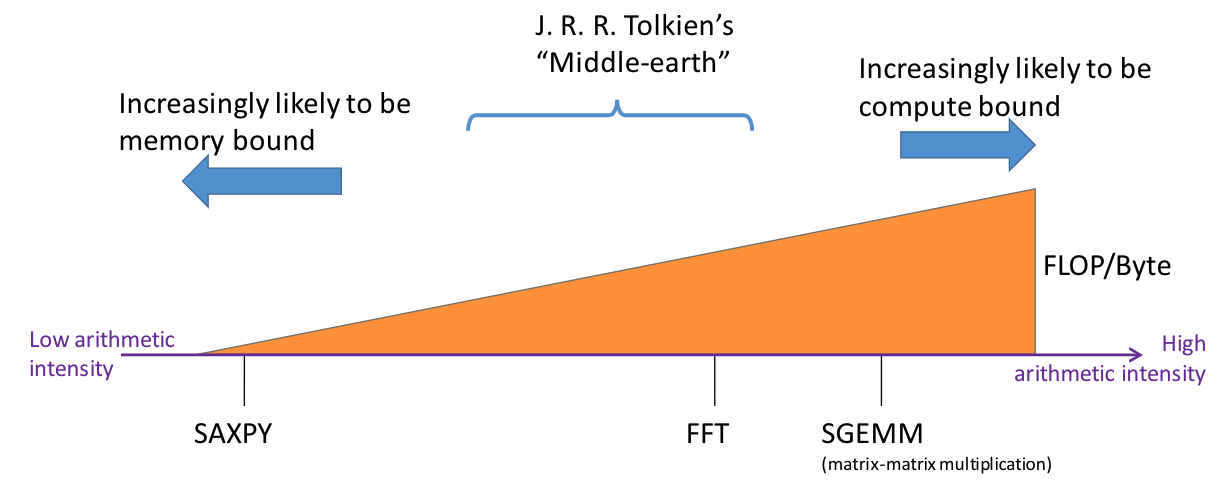 J. R. R. Tolkien’s
“Middle-earth”
Increasingly likely to be
memory bound
Increasingly likely to be
compute bound
FLOP/Byte
Low arithmetic
intensity
High
arithmetic intensity
SAXPY
FFT
SGEMM
(matrix-matrix multiplication)